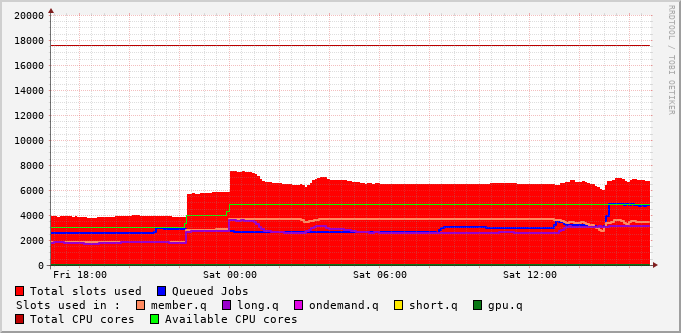 20000
18000
16000
14000
12000
10000
8000
6000
4000
2000
0
Fri 18:00 Sat 00:00 Sat 06:00 Sat 12:00
RRDTOOL / TOBI OETIKER
Total slots used Queued Jobs
Slots used in : member.q long.q ondemand.q short.q gpu.q
Total CPU cores Available CPU cores